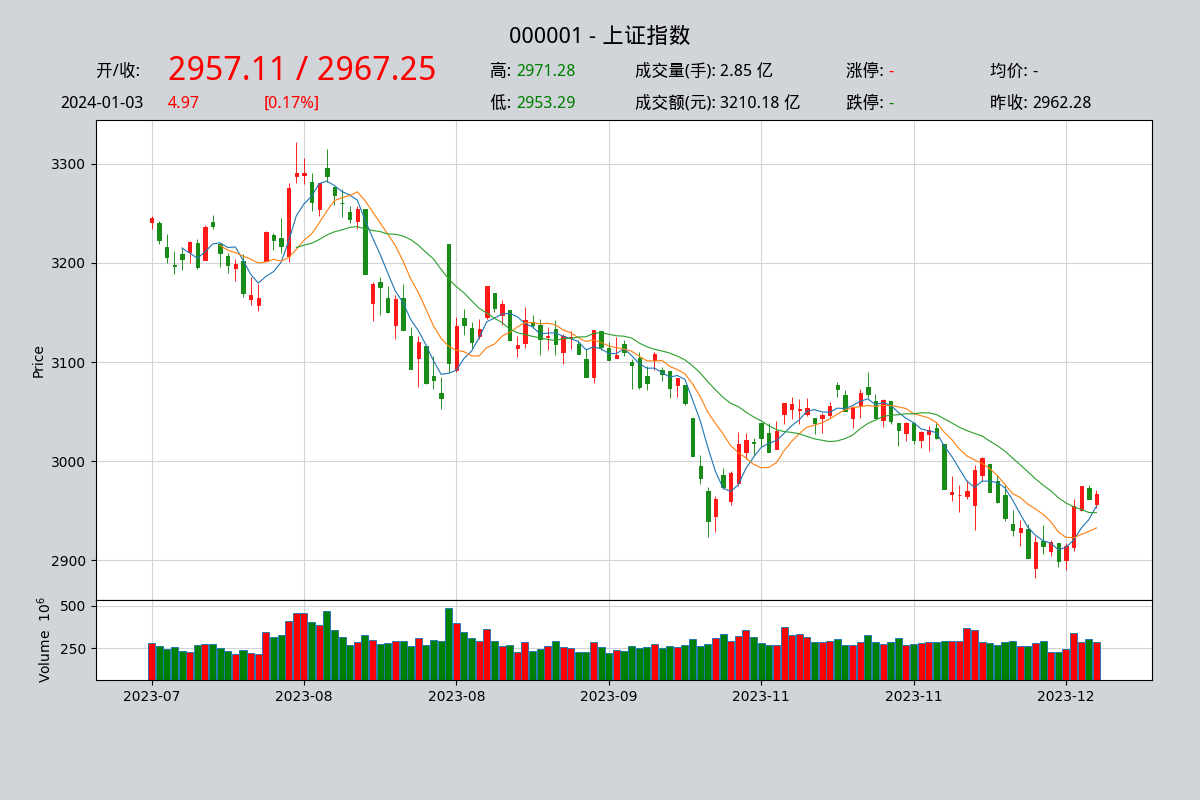 000001 - 上证指数
开/收: 2957.11 / 2967.25 高: 2971.28 成交量(手): 2.85 亿 涨停: - 均价: -
2024-01-03 4.97 [0.17%] 低: 2953.29 成交额(元): 3210.18 亿 跌停: - 昨收: 2962.28
Price
3300
3200
3100
3000
2900
Volume 10^6
500
250
2023-07 2023-08 2023-08 2023-09 2023-11 2023-11 2023-12